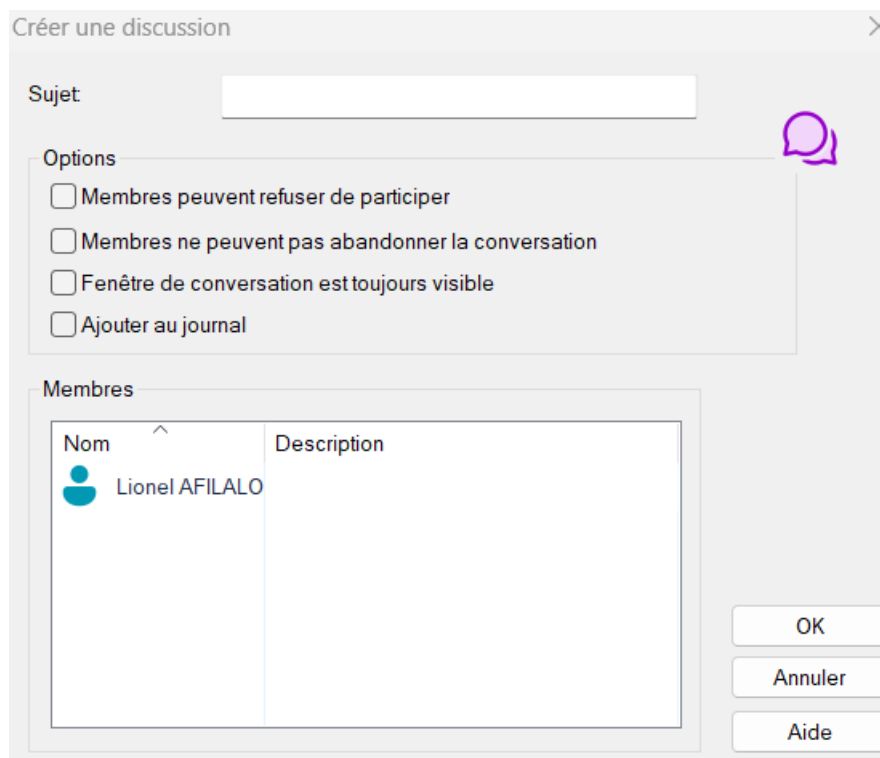 Créer une discussion
Sujet:
Options
Membres peuvent refuser de participer
Membres ne peuvent pas abandonner la conversation
Fenêtre de conversation est toujours visible
Ajouter au journal
Membres
Nom Description
Lionel AFILALO
OK
Annuler
Aide